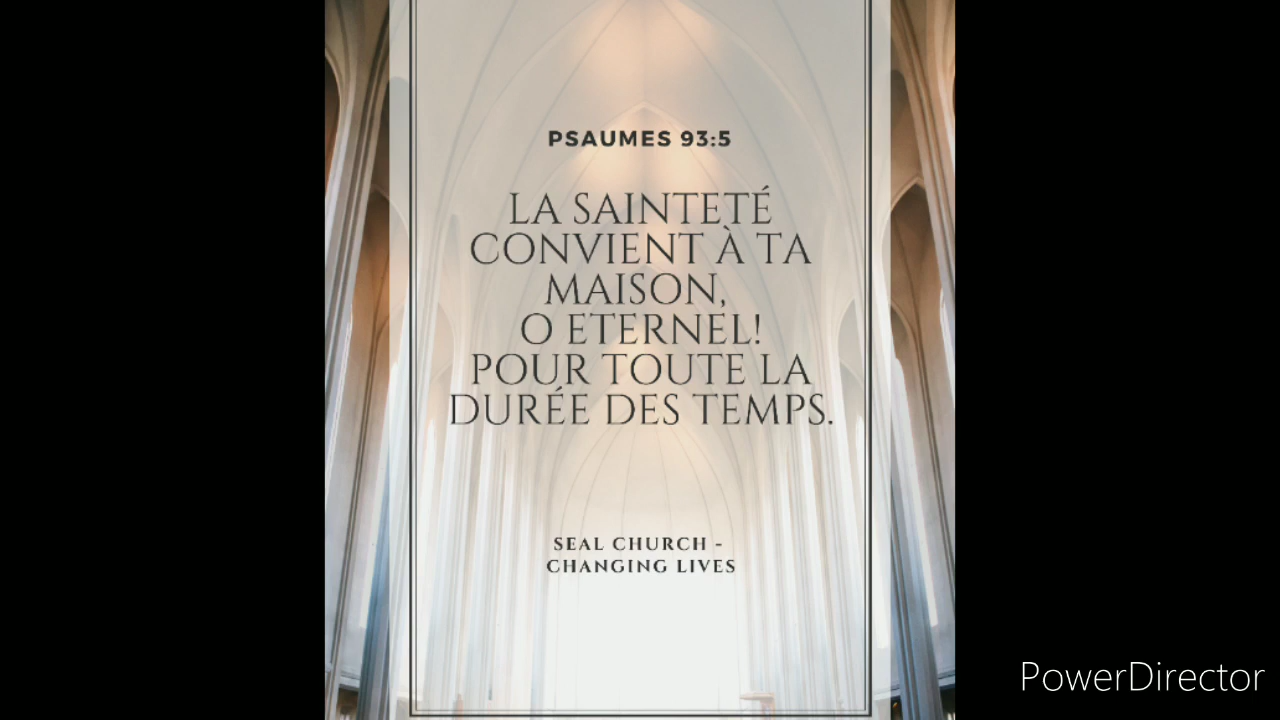 PSAUMES 93:5
LA SAINTETÉ
CONVIENT À TA
MAISON,
O ETERNEL!
POUR TOUTE LA
DURÉE DES TEMPS.
SEAL CHURCH -
CHANGING LIVES
PowerDirector